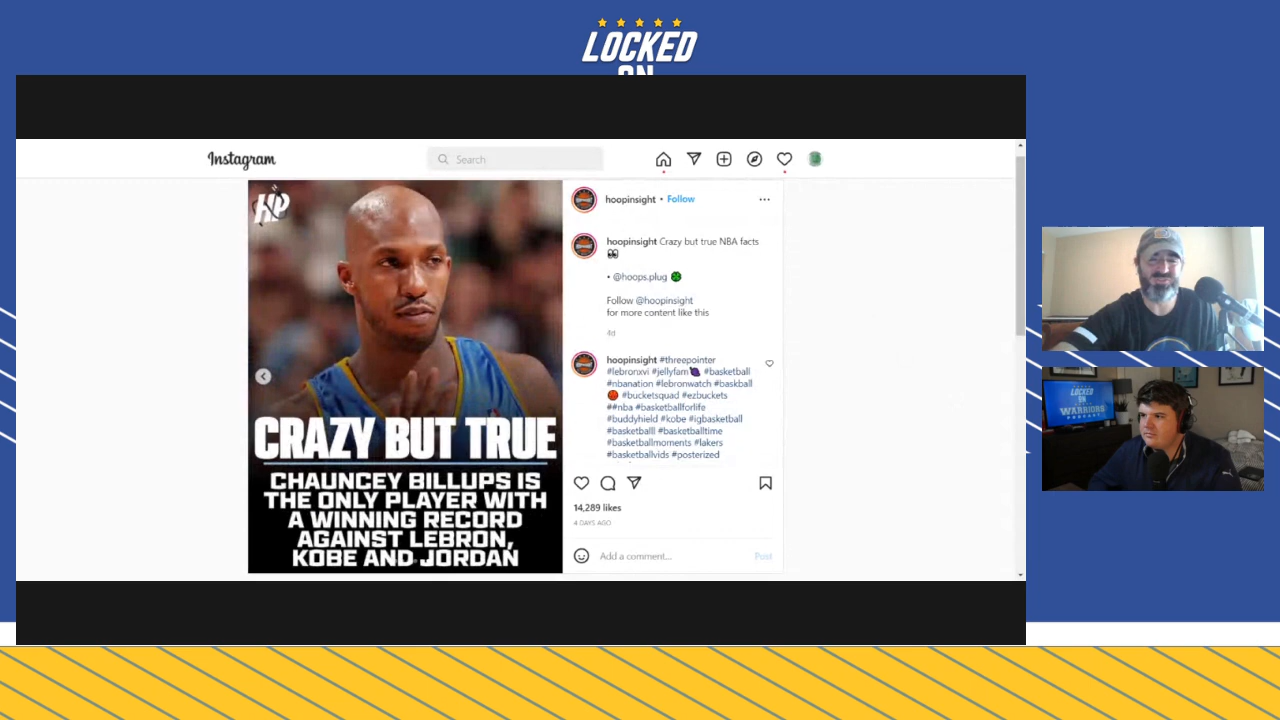 LOCKED
ON
Instagram
Search
HP
CRAZY BUT TRUE
CHAUNCEY BILLUPS IS
THE ONLY PLAYER WITH
A WINNING RECORD
AGAINST LEBRON,
KOBE AND JORDAN
hoopinsight • Follow
hoopinsight Crazy but true NBA facts
• @hoops.plug
Follow @hoopinsight
for more content like this
4d
hoopinsight #threepointer
#lebronxvi #jellyfam #basketball
#nbanation #lebronwatch #baskball
#bucketsquad #ezbuckets
##nba #basketballforlife
#buddyhield #kobe #igbasketball
#basketballl #basketballtime
#basketballmoments #lakers
#basketballvids #posterized
14,289 likes
4 DAYS AGO
Add a comment...
Post
LOCKED
ON
WARRIORS